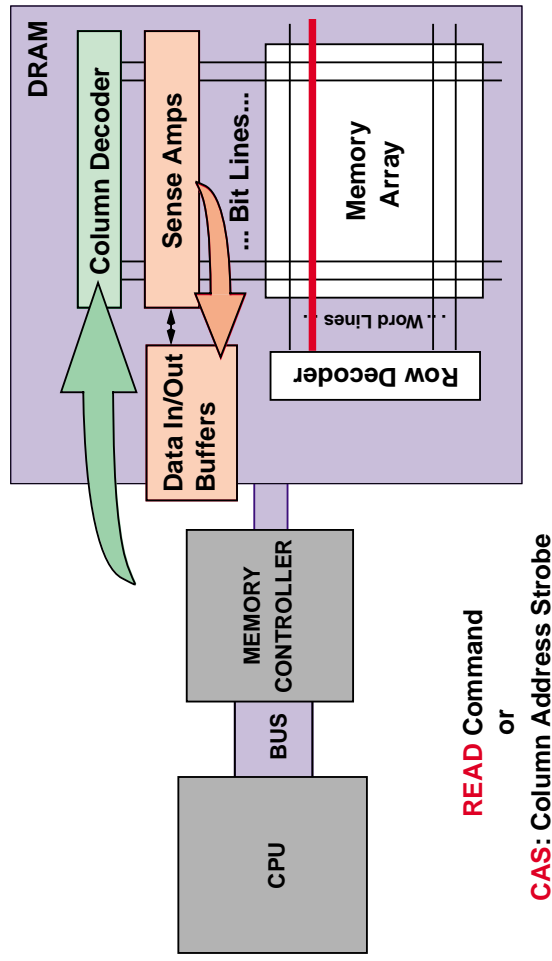 DRAM
Column Decoder
Sense Amps
... Bit Lines...
Memory
Array
... Word Lines ...
Row Decoder
Data In/Out
Buffers
MEMORY
CONTROLLER
BUS
CPU
READ Command
or
CAS: Column Address Strobe